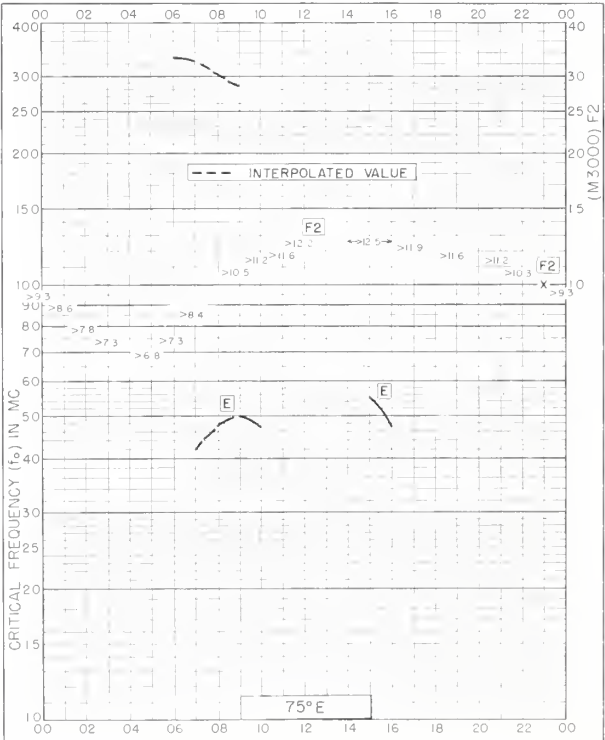 00 02 04 06 08 10 12 14 16 18 20 22 00
400 40
300 30
250 25
200 20
--- INTERPOLATED VALUE
150 15
(M3000) F2
F2
>12.2 <12.5> >11.9
>11.2 >11.6 >11.6 >11.2
>10.5 >10.3 F2
100 10
X
>9.3 >9.3
90
>8.6 >8.4
80
>7.8
>7.3 >7.3
70
>6.8
60
E E
50
40
30
25
20
15
10
CRITICAL FREQUENCY (fo) IN MC
75°E
00 02 04 06 08 10 12 14 16 18 20 22 00